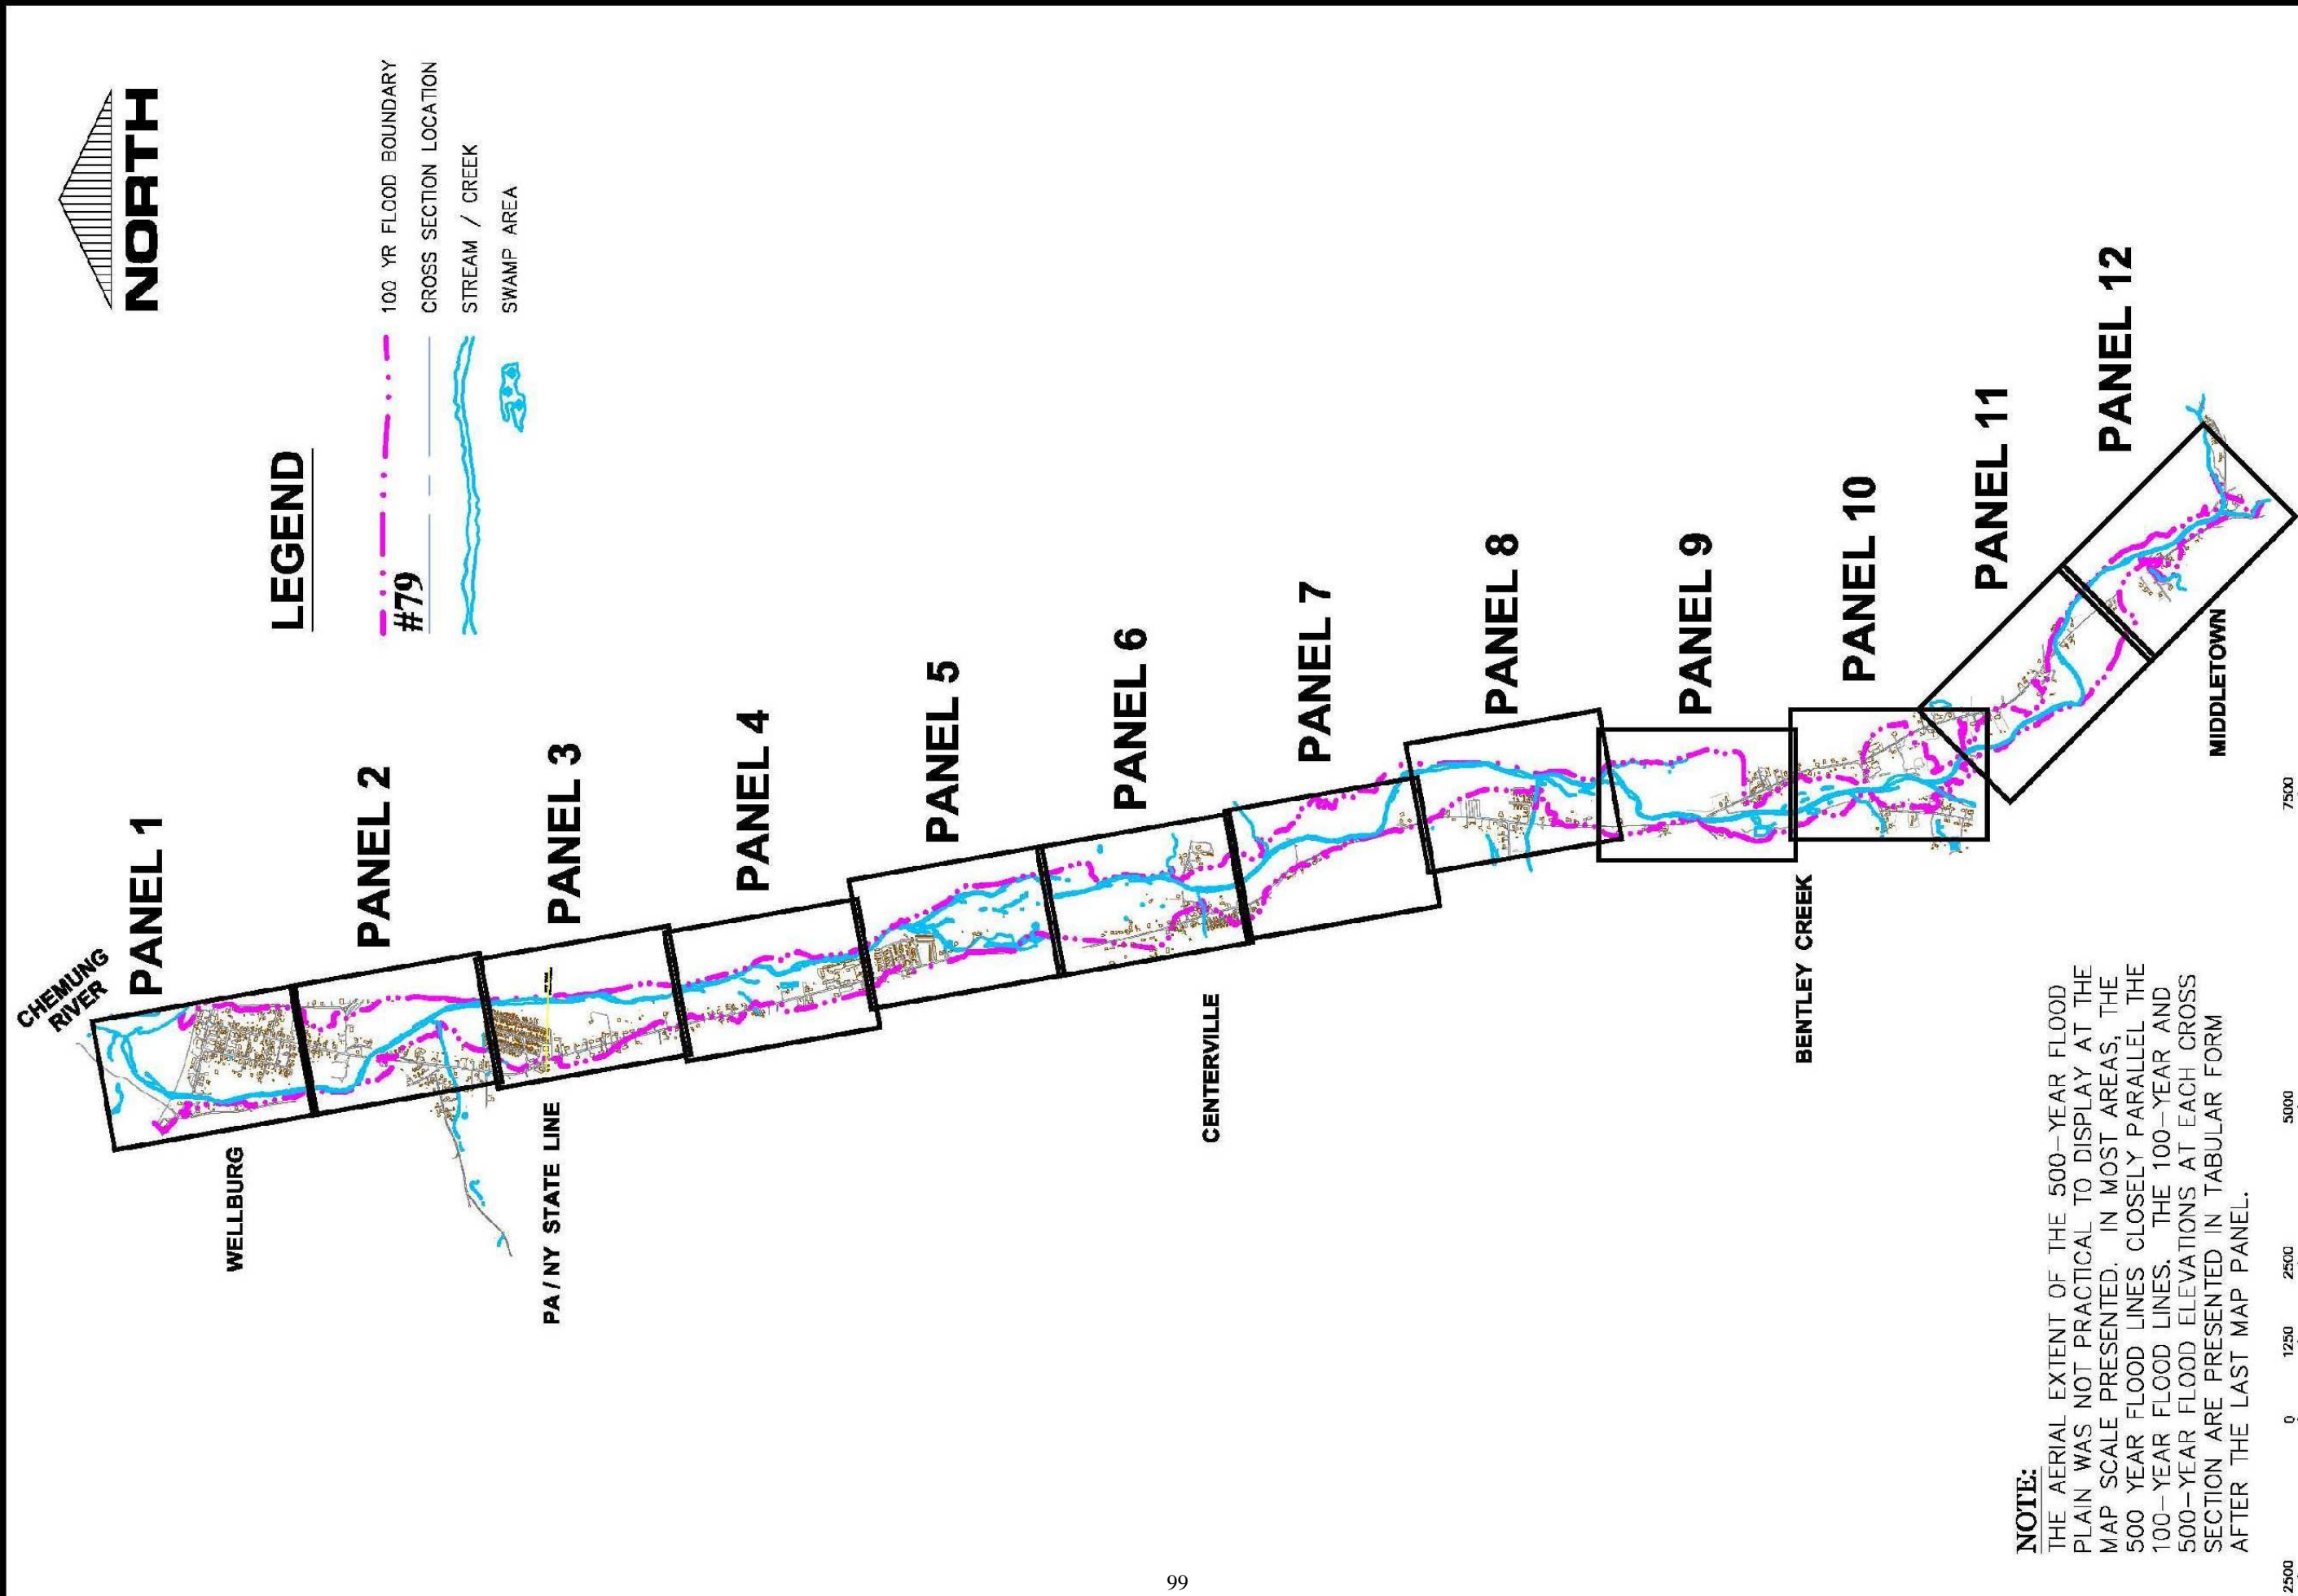 NORTH
LEGEND
100 YR FLOOD BOUNDARY
#79
CROSS SECTION LOCATION
STREAM / CREEK
SWAMP AREA
CHEMUNG
RIVER
PANEL 1
PANEL 2
PANEL 3
PANEL 4
PANEL 5
PANEL 6
PANEL 7
PANEL 8
PANEL 9
PANEL 10
PANEL 11
PANEL 12
WELLBURG
PA/NY STATE LINE
CENTERVILLE
BENTLEY CREEK
MIDDLETOWN
NOTE:
THE AERIAL EXTENT OF THE 500-YEAR FLOOD
PLAIN WAS NOT PRACTICAL TO DISPLAY AT THE
MAP SCALE PRESENTED. IN MOST AREAS, THE
500 YEAR FLOOD LINES CLOSELY PARALLEL THE
100-YEAR FLOOD LINES. THE 100-YEAR AND
500-YEAR FLOOD ELEVATIONS AT EACH CROSS
SECTION ARE PRESENTED IN TABULAR FORM
AFTER THE LAST MAP PANEL.
2500 0 1250 2500 5000 7500
99